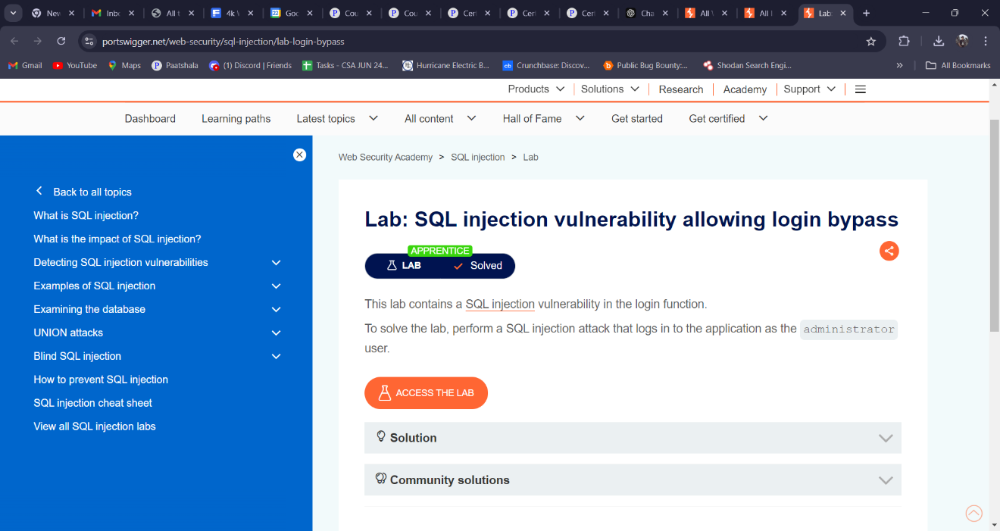 New
Inbo
All t
4k V
Goo
Cou
Cou
Cert
Cert
Cert
Cha
All V
All l
Lab:
portswigger.net/web-security/sql-injection/lab-login-bypass
Gmail YouTube Maps Paatshala (1) Discord | Friends Tasks - CSA JUN 24... Hurricane Electric B... Crunchbase: Discov... Public Bug Bounty:... Shodan Search Engi... » All Bookmarks
Products Solutions Research Academy Support
Dashboard Learning paths Latest topics All content Hall of Fame Get started Get certified
Back to all topics
What is SQL injection?
What is the impact of SQL injection?
Detecting SQL injection vulnerabilities
Examples of SQL injection
Examining the database
UNION attacks
Blind SQL injection
How to prevent SQL injection
SQL injection cheat sheet
View all SQL injection labs
Web Security Academy > SQL injection > Lab
Lab: SQL injection vulnerability allowing login bypass
APPRENTICE
LAB Solved
This lab contains a SQL injection vulnerability in the login function.
To solve the lab, perform a SQL injection attack that logs in to the application as the administrator
user.
ACCESS THE LAB
Solution
Community solutions